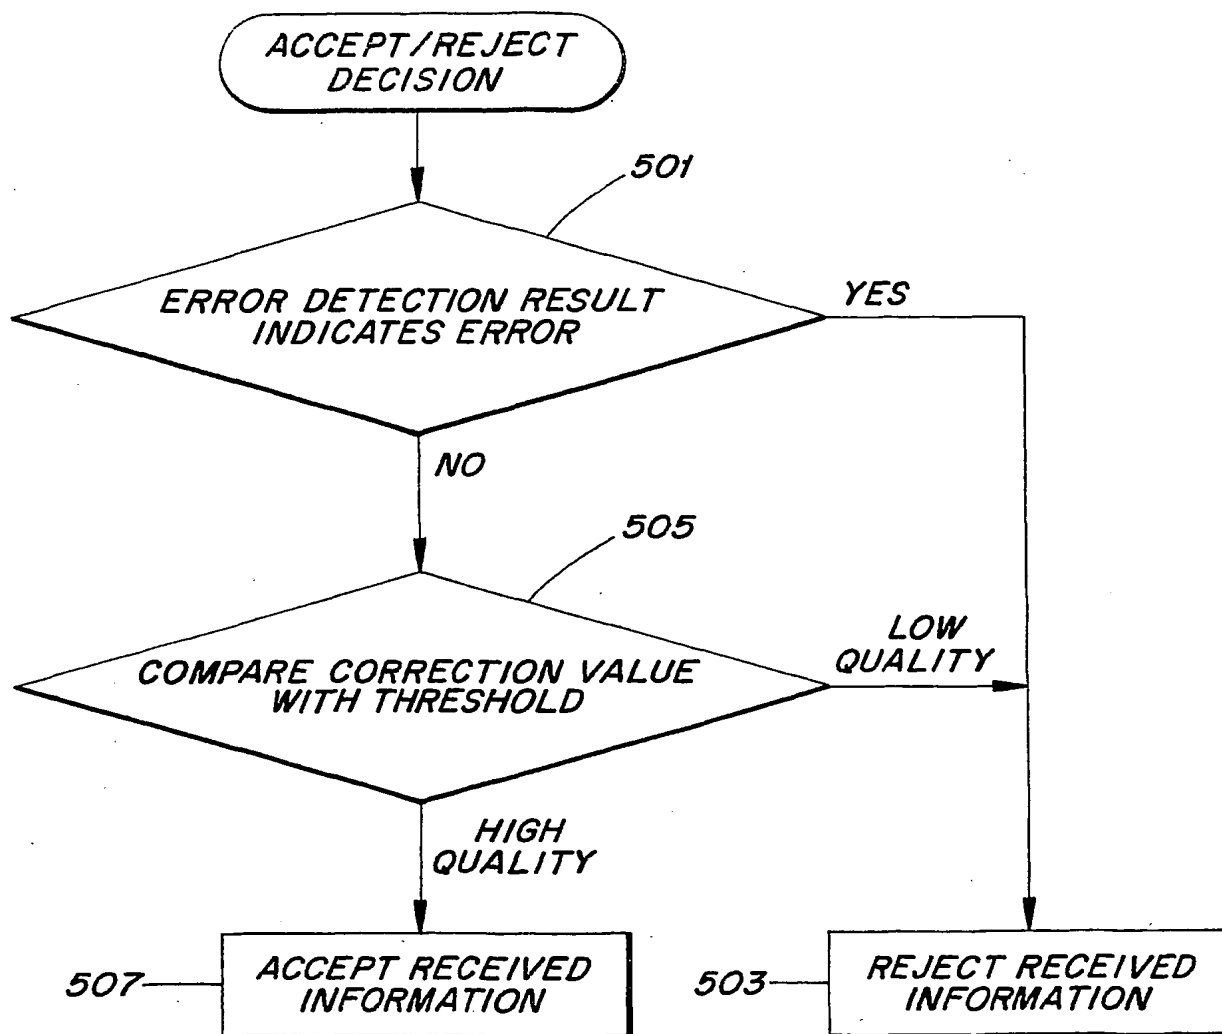 ACCEPT/REJECT
DECISION
501
ERROR DETECTION RESULT
INDICATES ERROR
YES
NO
505
COMPARE CORRECTION VALUE
WITH THRESHOLD
LOW
QUALITY
HIGH
QUALITY
507
ACCEPT RECEIVED
INFORMATION
503
REJECT RECEIVED
INFORMATION